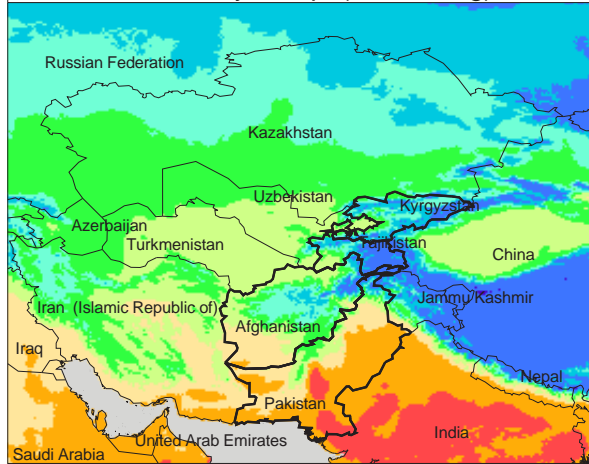 Russian Federation
Kazakhstan
Uzbekistan
Kyrgyzstan
Azerbaijan
Turkmenistan
Tajikistan
China
Iran (Islamic Republic of)
Jammu Kashmir
Afghanistan
Iraq
Nepal
Pakistan
United Arab Emirates
India
Saudi Arabia